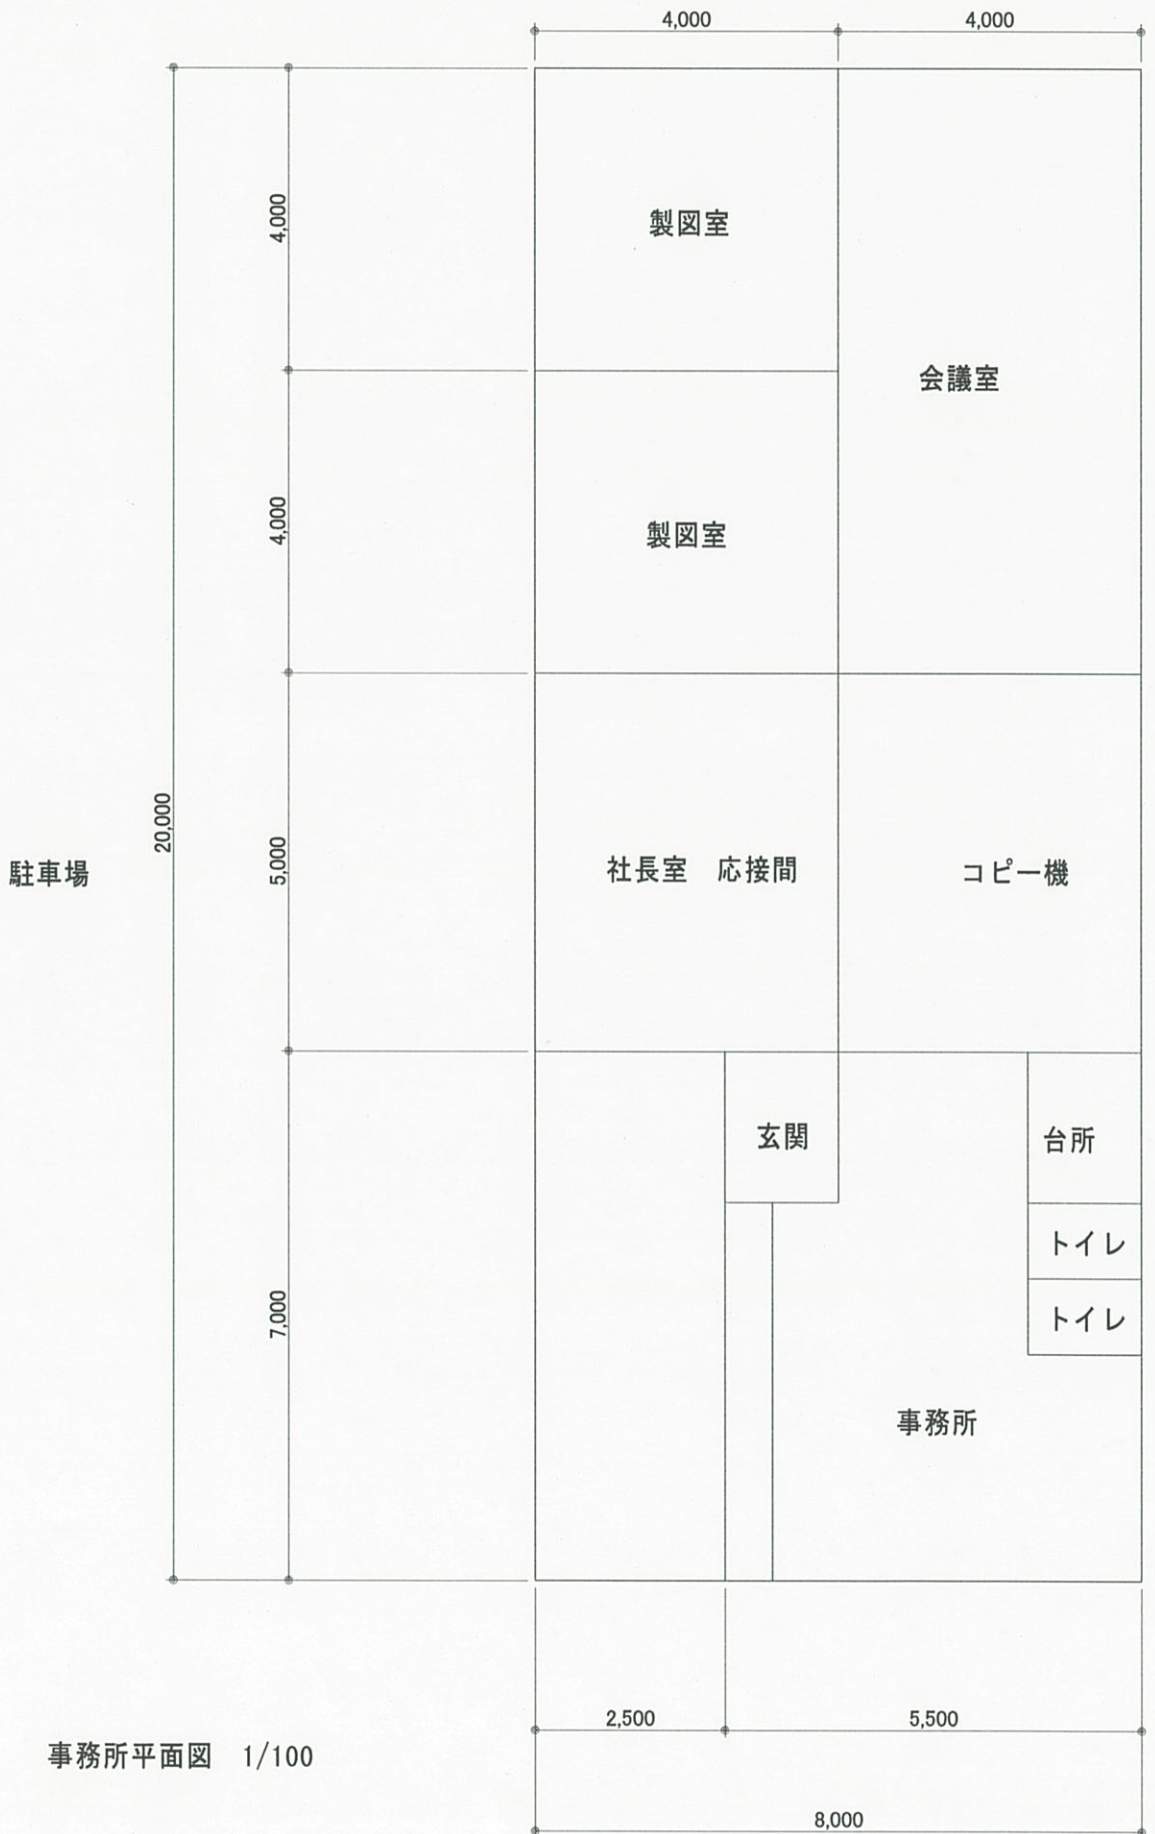 4,000
4,000
4,000
製図室
会議室
4,000
製図室
20,000
駐車場
5,000
社長室 応接間
コピー機
玄関
台所
トイレ
7,000
トイレ
事務所
2,500
5,500
事務所平面図 1/100
8,000